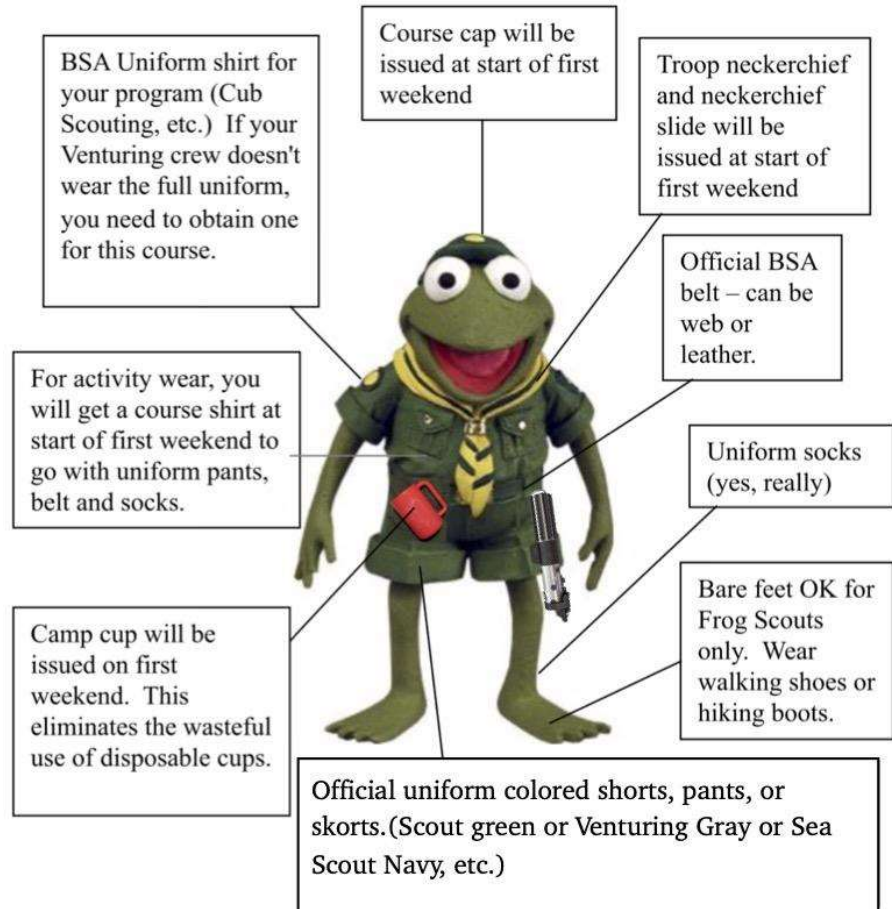 Course cap will be
issued at start of first
weekend
BSA Uniform shirt for
your program (Cub
Scouting, etc.)  If your
Venturing crew doesn't
wear the full uniform,
you need to obtain one
for this course.
Troop neckerchief
and neckerchief
slide will be
issued at start of
first weekend
Official BSA
belt – can be
web or
leather.
For activity wear, you
will get a course shirt at
start of first weekend to
go with uniform pants,
belt and socks.
Uniform socks
(yes, really)
Bare feet OK for
Frog Scouts
only.  Wear
walking shoes or
hiking boots.
Camp cup will be
issued on first
weekend.  This
eliminates the wasteful
use of disposable cups.
Official uniform colored shorts, pants, or
skorts.(Scout green or Venturing Gray or Sea
Scout Navy, etc.)